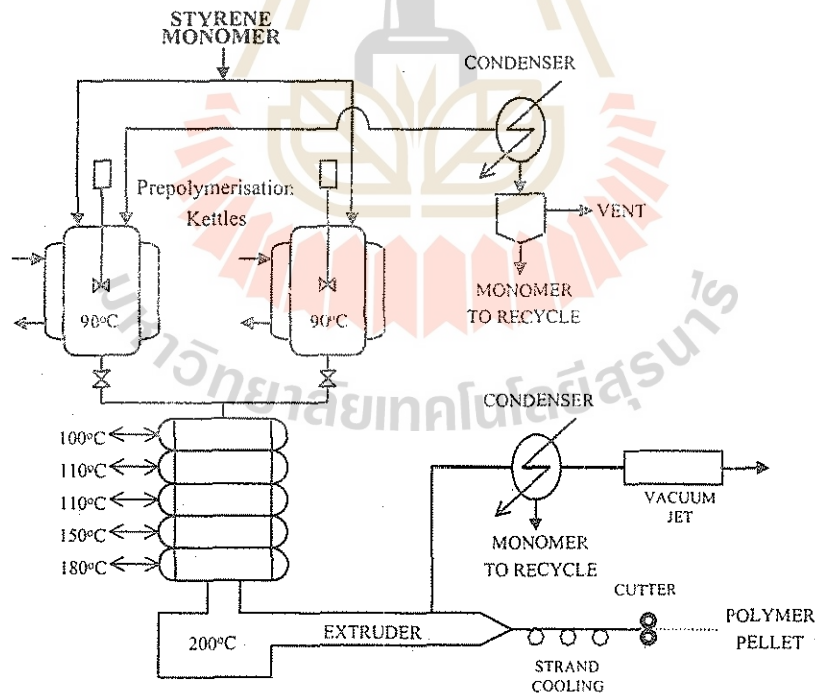 STYRENE
MONOMER
CONDENSER
Prepolymerisation
Kettles
VENT
MONOMER
TO RECYCLE
90°C
90°C
มหาวิทยาลัยเทคโนโลยีสุรนารี
CONDENSER
100°C
110°C
110°C
150°C
180°C
VACUUM
JET
MONOMER
TO RECYCLE
CUTTER
200°C
EXTRUDER
POLYMER
PELLET
STRAND
COOLING